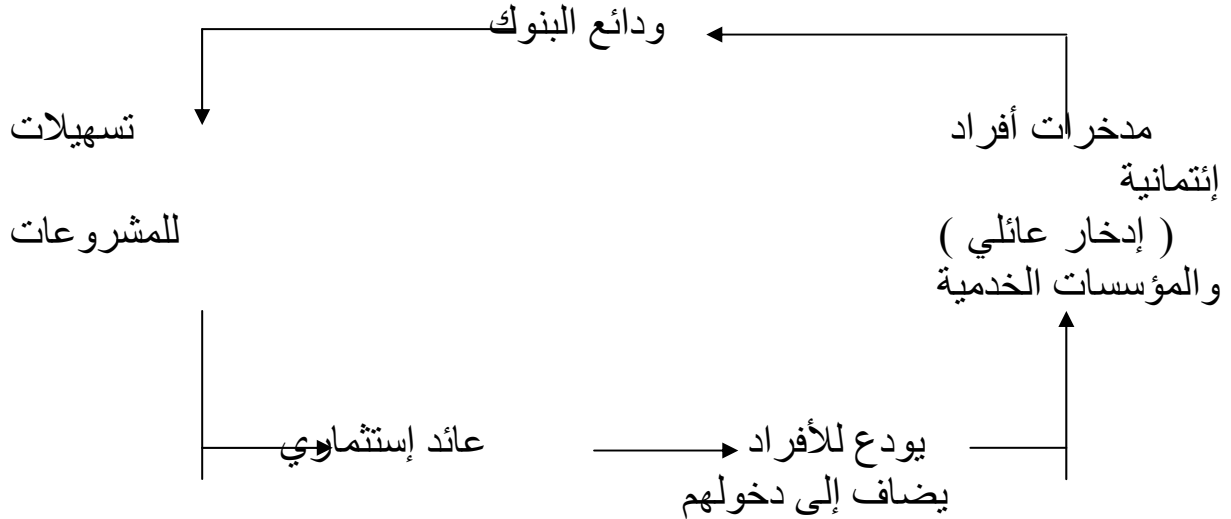 ودائع البنوك
مدخرات أفراد تسهيلات
إئتمانية
( إدخار عائلي ) للمشروعات
والمؤسسات الخدمية
عائد إستثماري يودع للأفراد
يضاف إلى دخولهم